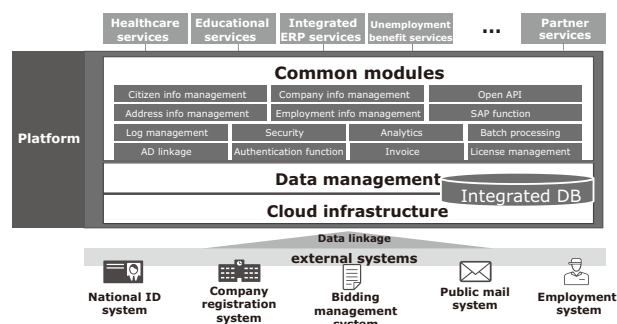 Healthcare services
Educational services
Integrated ERP services
Unemployment benefit services
...
Partner services
Platform
Common modules
Citizen info management
Company info management
Open API
Address info management
Employment info management
SAP function
Log management
Security
Analytics
Batch processing
AD linkage
Authentication function
Invoice
License management
Data management
Integrated DB
Cloud infrastructure
Data linkage
external systems
National ID
system
Company
registration
system
Bidding
management
system
Public mail
system
Employment
system